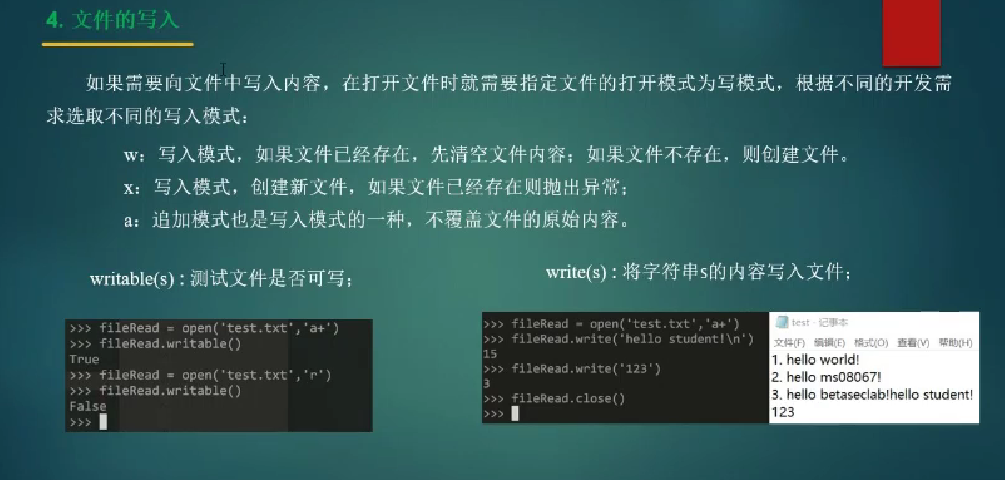 4. 文件的写入
如果需要向文件中写入内容，在打开文件时就需要指定文件的打开模式为写模式，根据不同的开发需
求选取不同的写入模式：
w：写入模式，如果文件已经存在，先清空文件内容；如果文件不存在，则创建文件。
x：写入模式，创建新文件，如果文件已经存在则抛出异常；
a：追加模式也是写入模式的一种，不覆盖文件的原始内容。
writable(s) : 测试文件是否可写；
>>> fileRead = open('test.txt','a+')
>>> fileRead.writable()
True
>>> fileRead = open('test.txt','r')
>>> fileRead.writable()
False
>>>
write(s) : 将字符串s的内容写入文件；
>>> fileRead = open('test.txt','a+')
>>> fileRead.write('hello student!\n')
15
>>> fileRead.write('123')
3
>>> fileRead.close()
>>>
test - 记事本
文件(F) 编辑(E) 格式(O) 查看(V) 帮助(H)
1. hello world!
2. hello ms08067!
3. hello betaseclab!hello student!
123